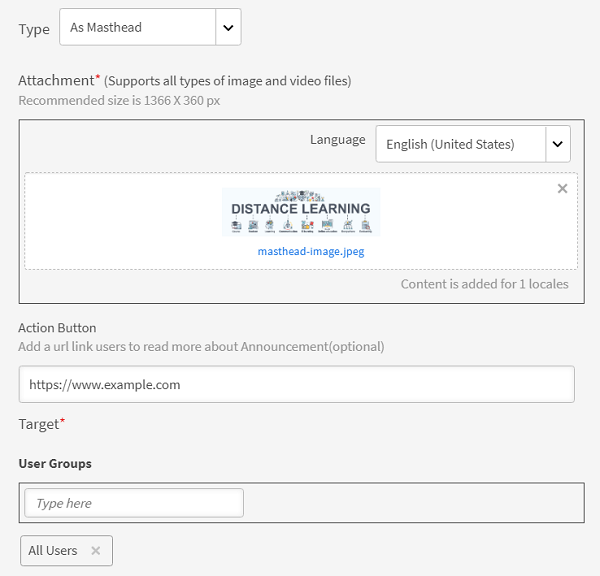 Type As Masthead
Attachment* (Supports all types of image and video files)
Recommended size is 1366 X 360 px
Language English (United States)
DISTANCE LEARNING
masthead-image.jpeg
Content is added for 1 locales
Action Button
Add a url link users to read more about Announcement(optional)
https://www.example.com
Target*
User Groups
Type here
All Users